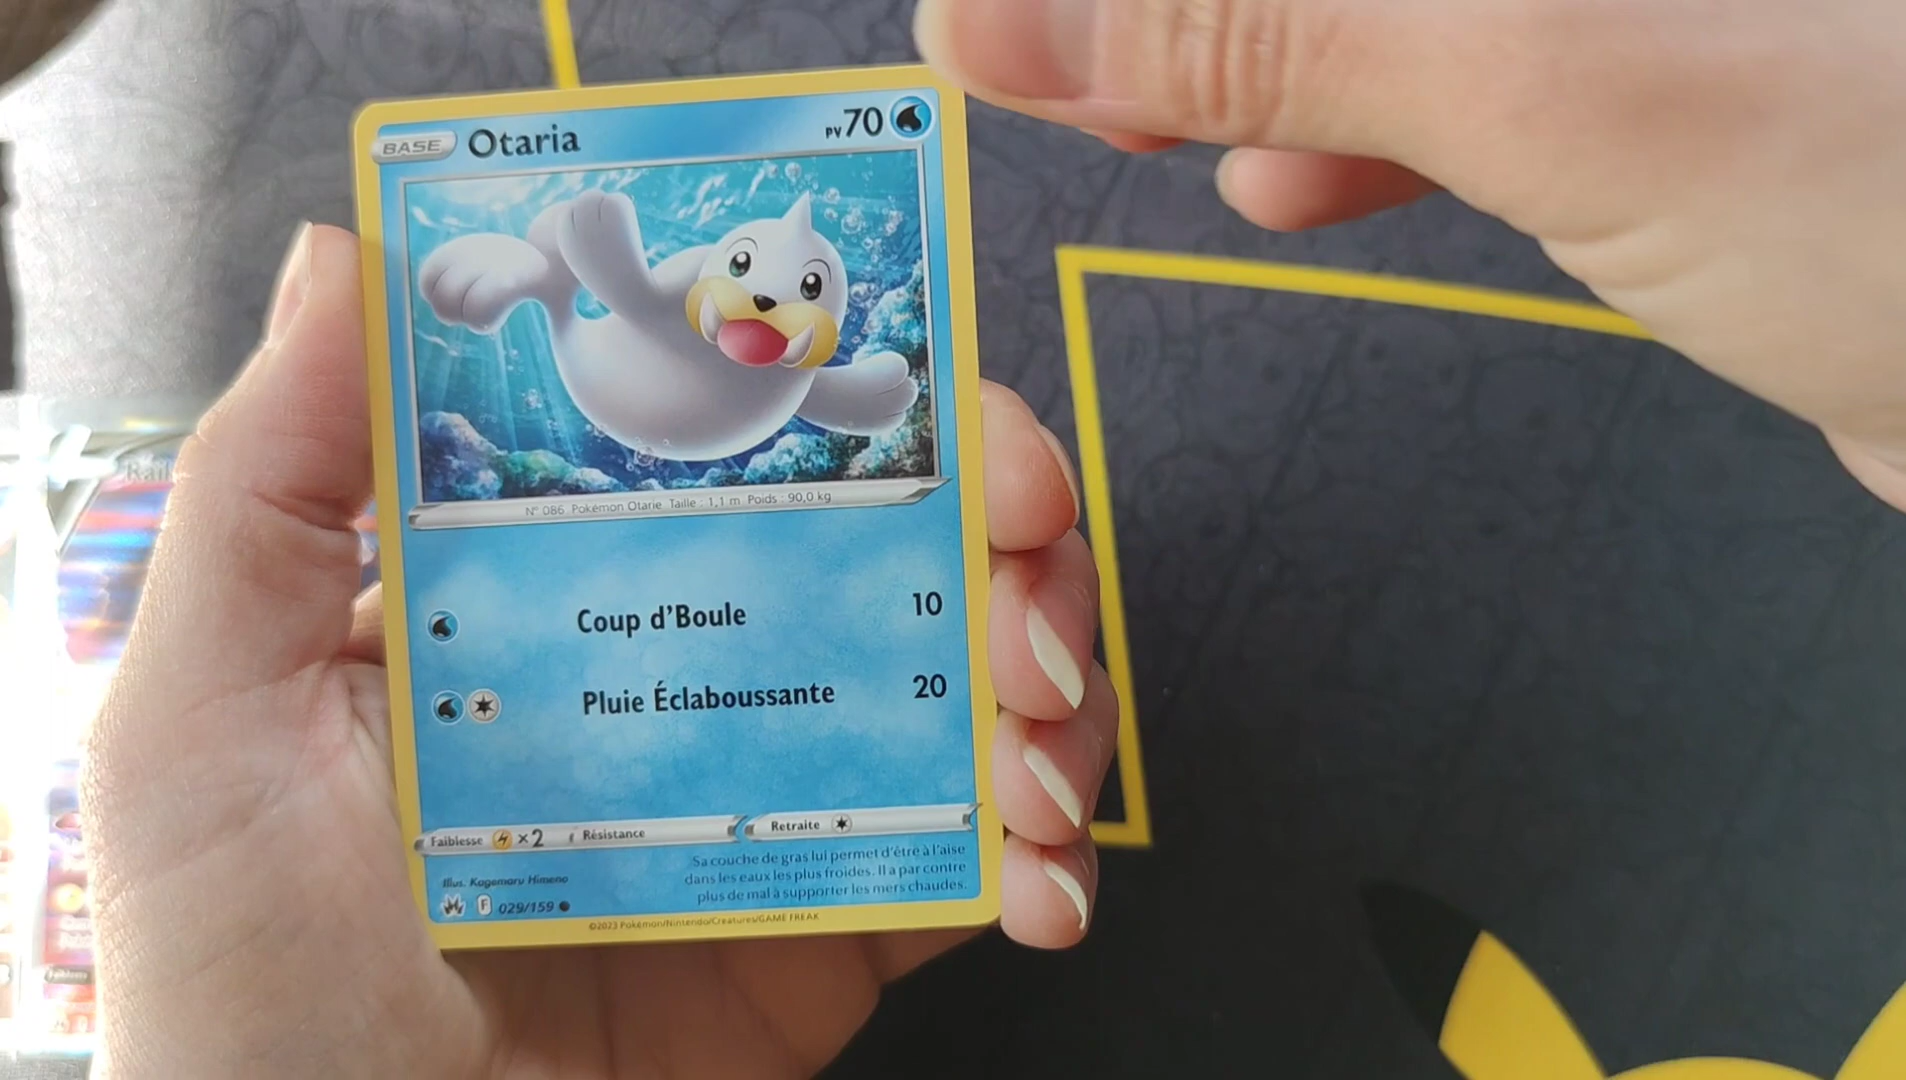 BASE Otaria PV70
N° 086 Pokémon Otarie Taille : 1,1 m Poids : 90,0 kg
Coup d'Boule 10
Pluie Éclaboussante 20
Faiblesse ×2 Résistance Retraite
Sa couche de gras lui permet d'être à l'aise
dans les eaux les plus froides. Il a par contre
plus de mal à supporter les mers chaudes.
Illus. Kagemaru Himeno
F 029/159
©2023 Pokémon/Nintendo/Creatures/GAME FREAK